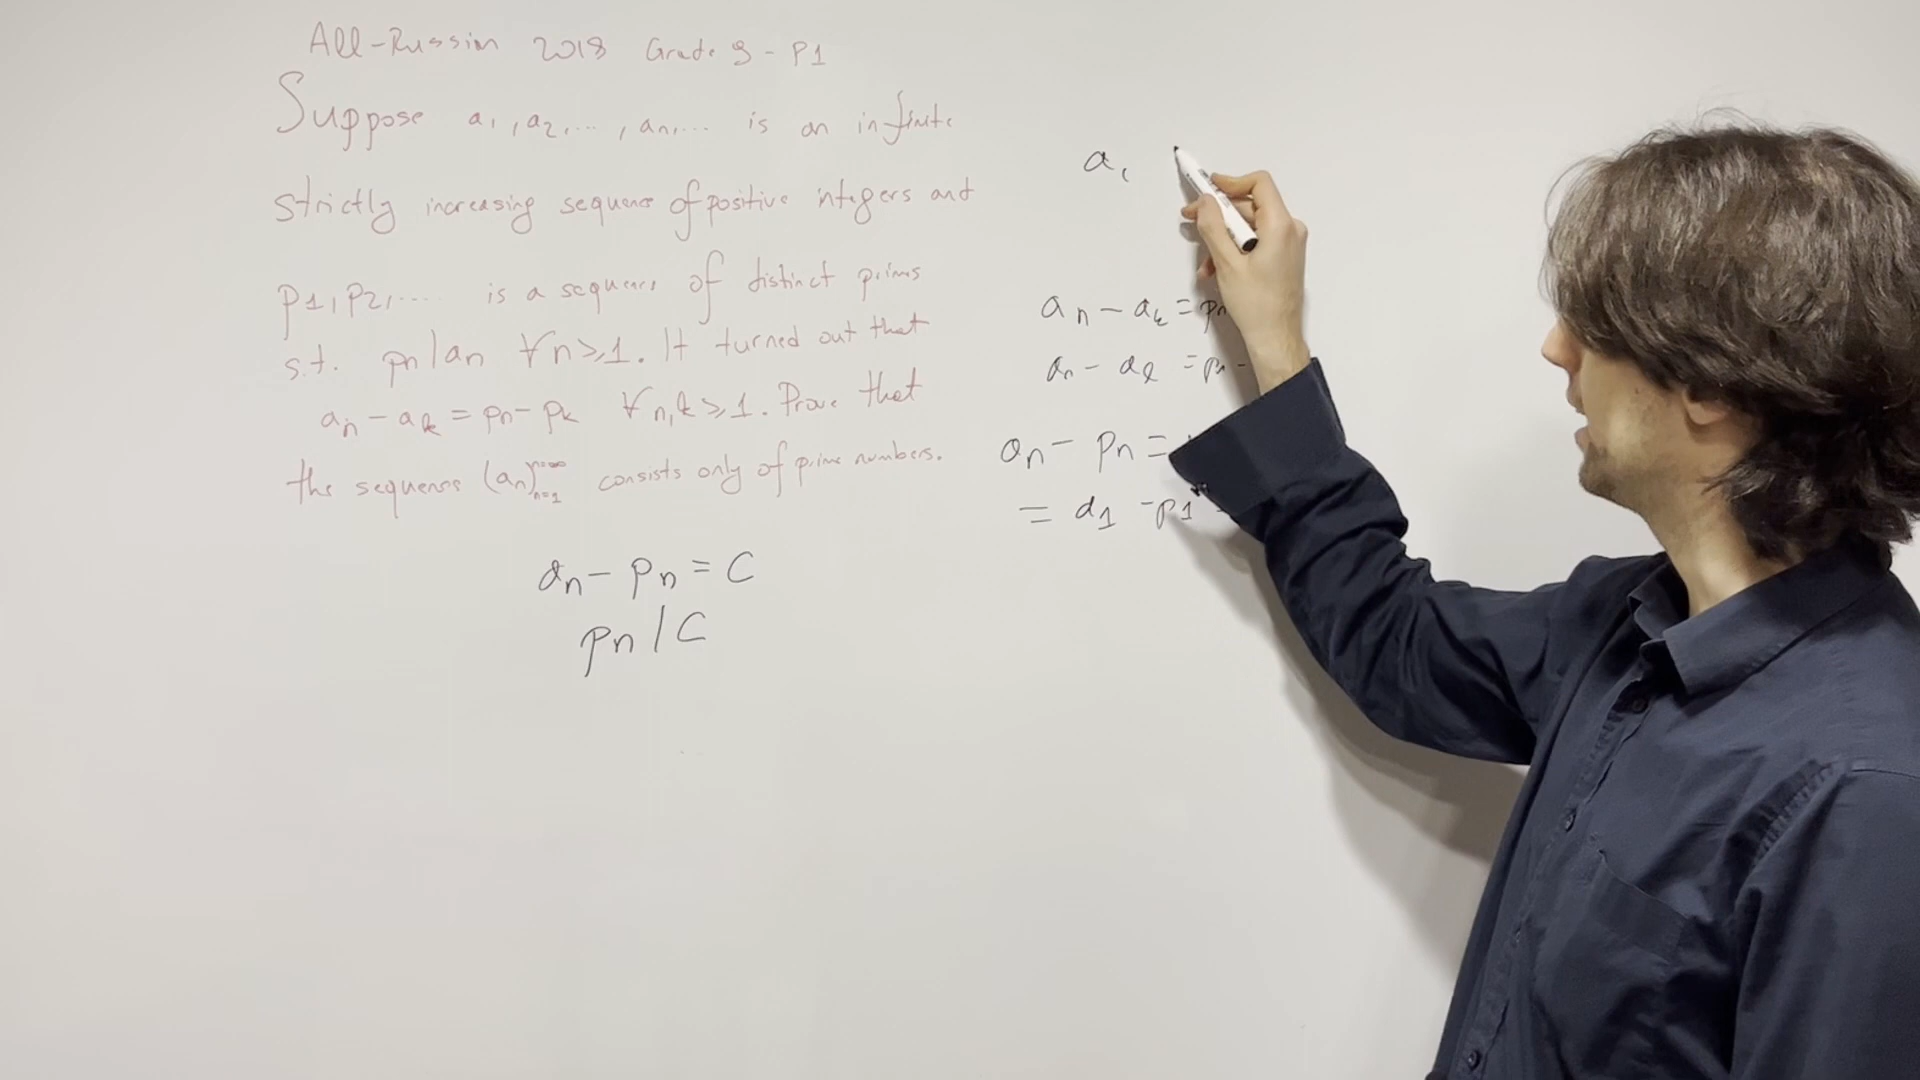 All-Russian 2018 Grade 9 - P1
Suppose a1, a2, ..., an, ... is an infinite
strictly increasing sequence of positive integers and
p1, p2, .... is a sequence of distinct primes
s.t. pn | an ∀n⩾1. It turned out that
an - ak = pn - pk ∀n,k⩾1. Prove that
the sequence (an)n=1^n=∞ consists only of prime numbers.
an - pn = C
pn | C
a1
an - ak = pn
an - al = pn -
an - pn =
= a1 - p1 =